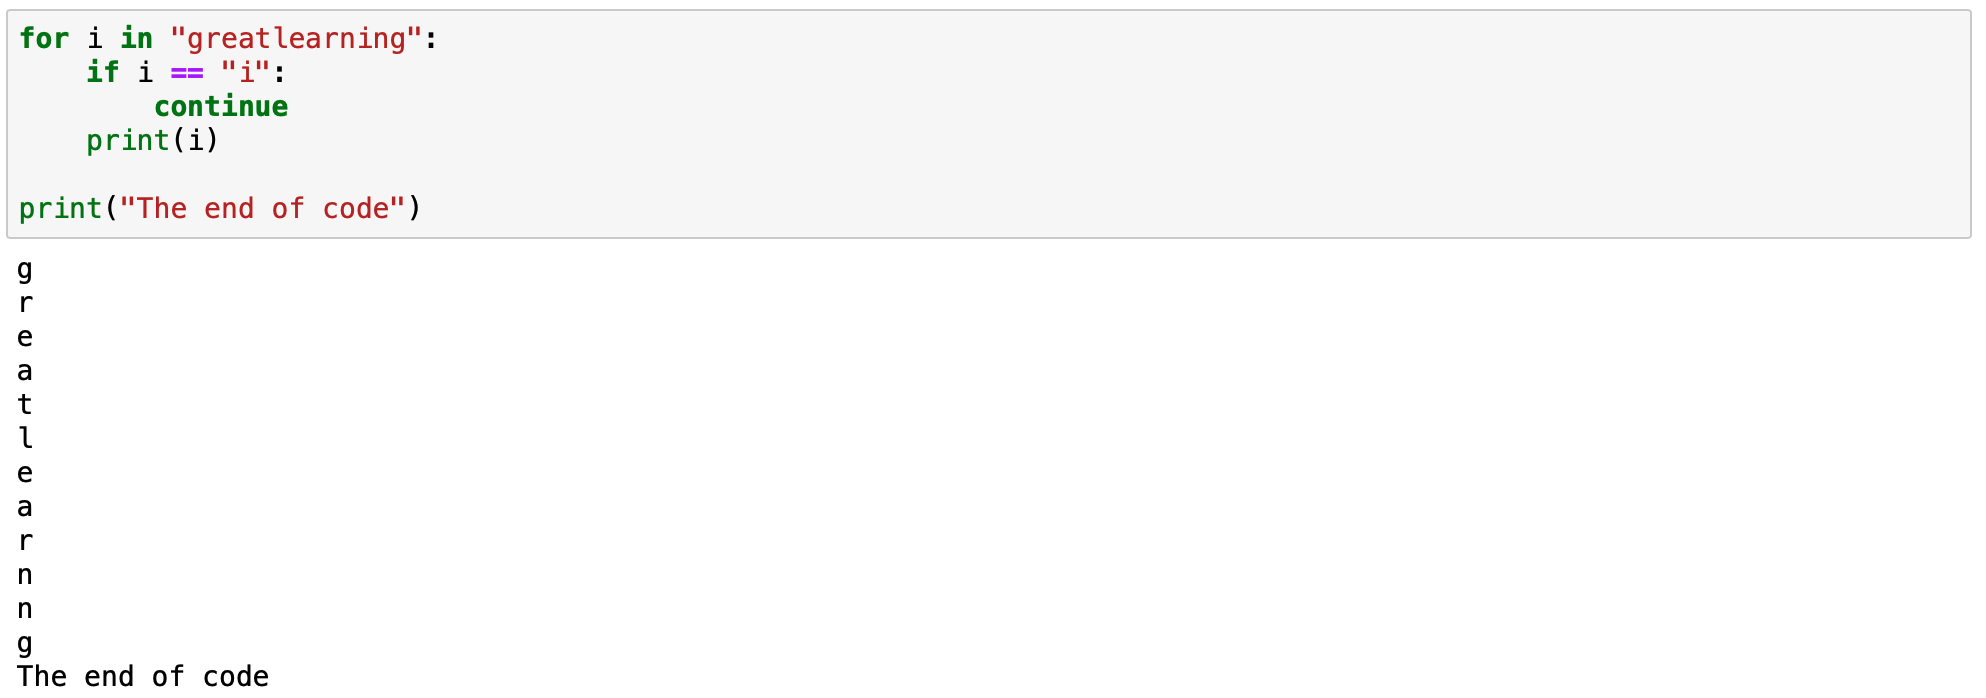 for i in "greatlearning":
    if i == "i":
        continue
    print(i)

print("The end of code")
g
r
e
a
t
l
e
a
r
n
n
g
The end of code